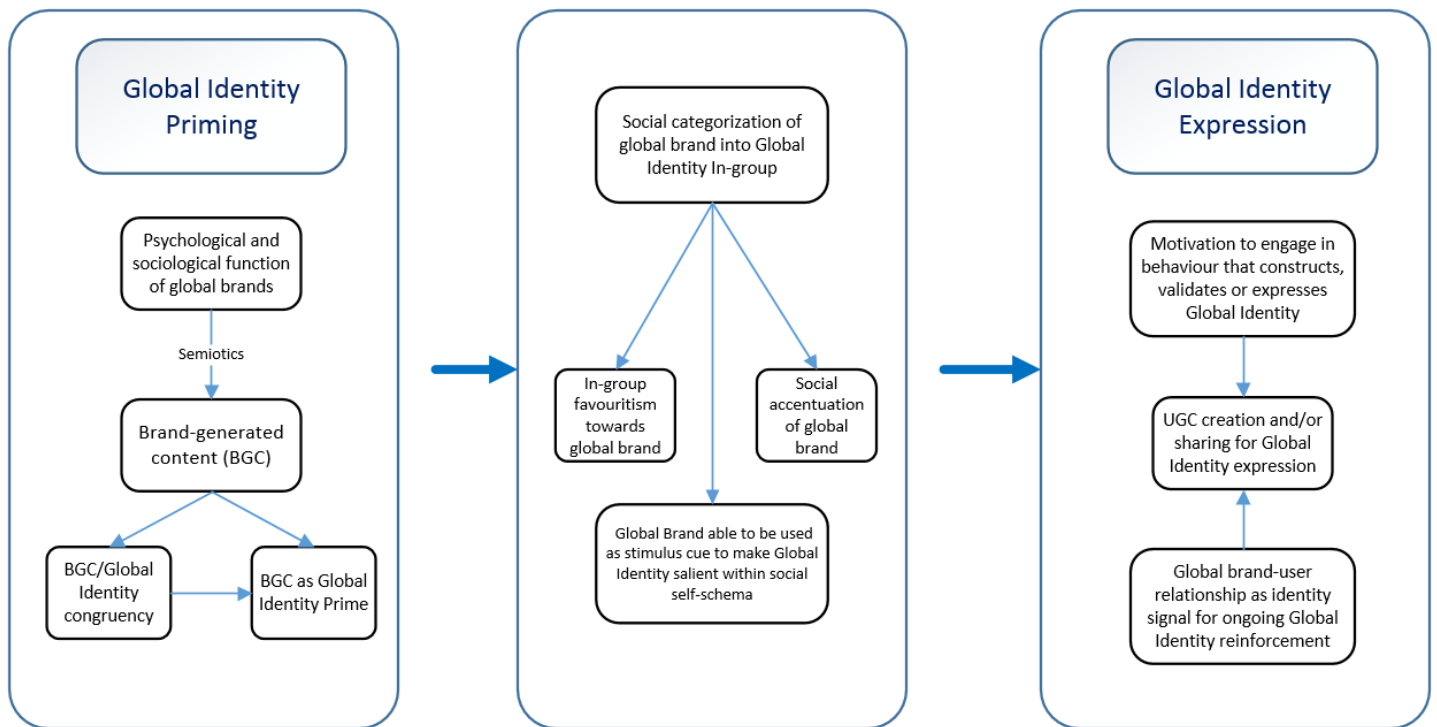 Global Identity
Priming
Psychological and
sociological function
of global brands
Semiotics
Brand-generated
content (BGC)
BGC/Global
Identity
congruency
BGC as Global
Identity Prime
Social categorization of
global brand into Global
Identity In-group
In-group
favouritism
towards
global brand
Social
accentuation
of global
brand
Global Brand able to be used
as stimulus cue to make Global
Identity salient within social
self-schema
Global Identity
Expression
Motivation to engage in
behaviour that constructs,
validates or expresses
Global Identity
UGC creation and/or
sharing for Global
Identity expression
Global brand-user
relationship as identity
signal for ongoing Global
Identity reinforcement